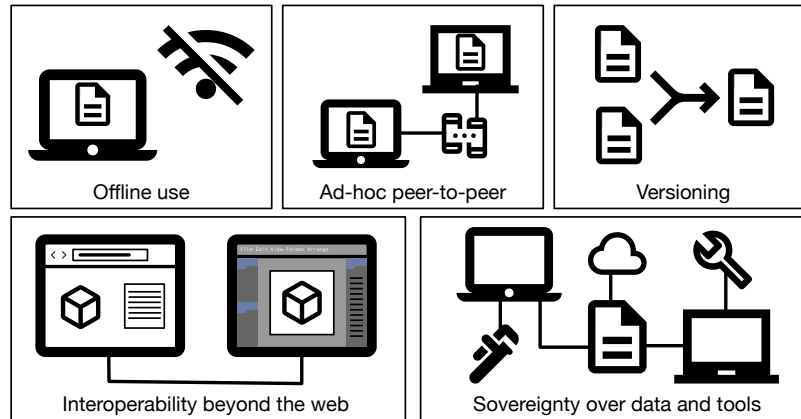 Offline use
Ad-hoc peer-to-peer
Versioning
File Edit View Format Arrange
Interoperability beyond the web
Sovereignty over data and tools